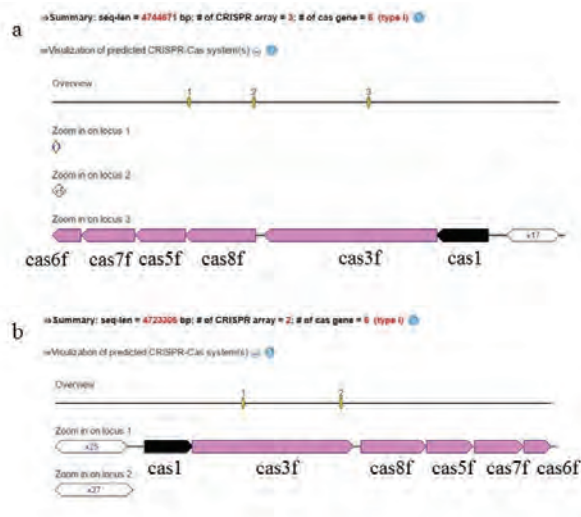 a
⇒Summary: seq-len = 4744671 bp; # of CRISPR array = 3; # of cas gene = 6 (type I)
⇒Visulization of predicted CRISPR-Cas system(s)
Overview
1 2 3
Zoom in on locus 1
Zoom in on locus 2
Zoom in on locus 3
x17
cas6f cas7f cas5f cas8f cas3f cas1
b
⇒Summary: seq-len = 4723306 bp; # of CRISPR array = 2; # of cas gene = 6 (type I)
⇒Visulization of predicted CRISPR-Cas system(s)
Overview
1 2
Zoom in on locus 1
x25
cas1 cas3f cas8f cas5f cas7f cas6f
Zoom in on locus 2
x27